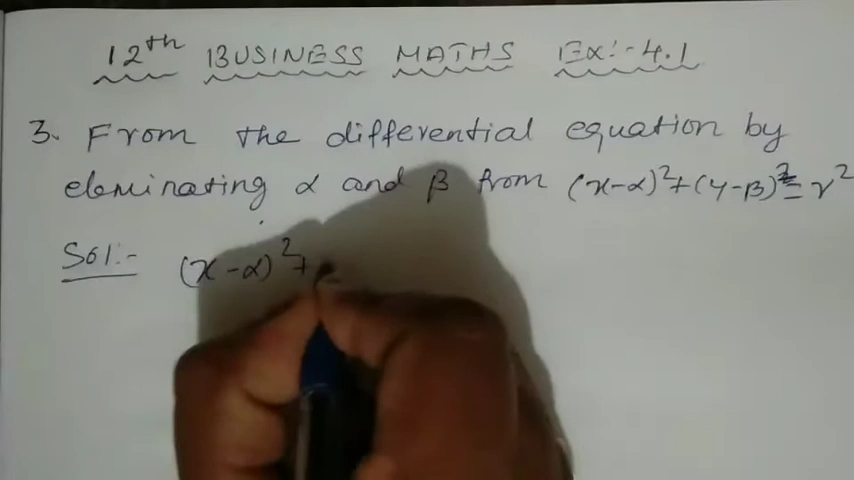 12th BUSINESS MATHS Ex:- 4.1
3. From the differential equation by
eleminating α and β from (x-α)²+(y-β)²=r²
Sol:- (x-α)²+